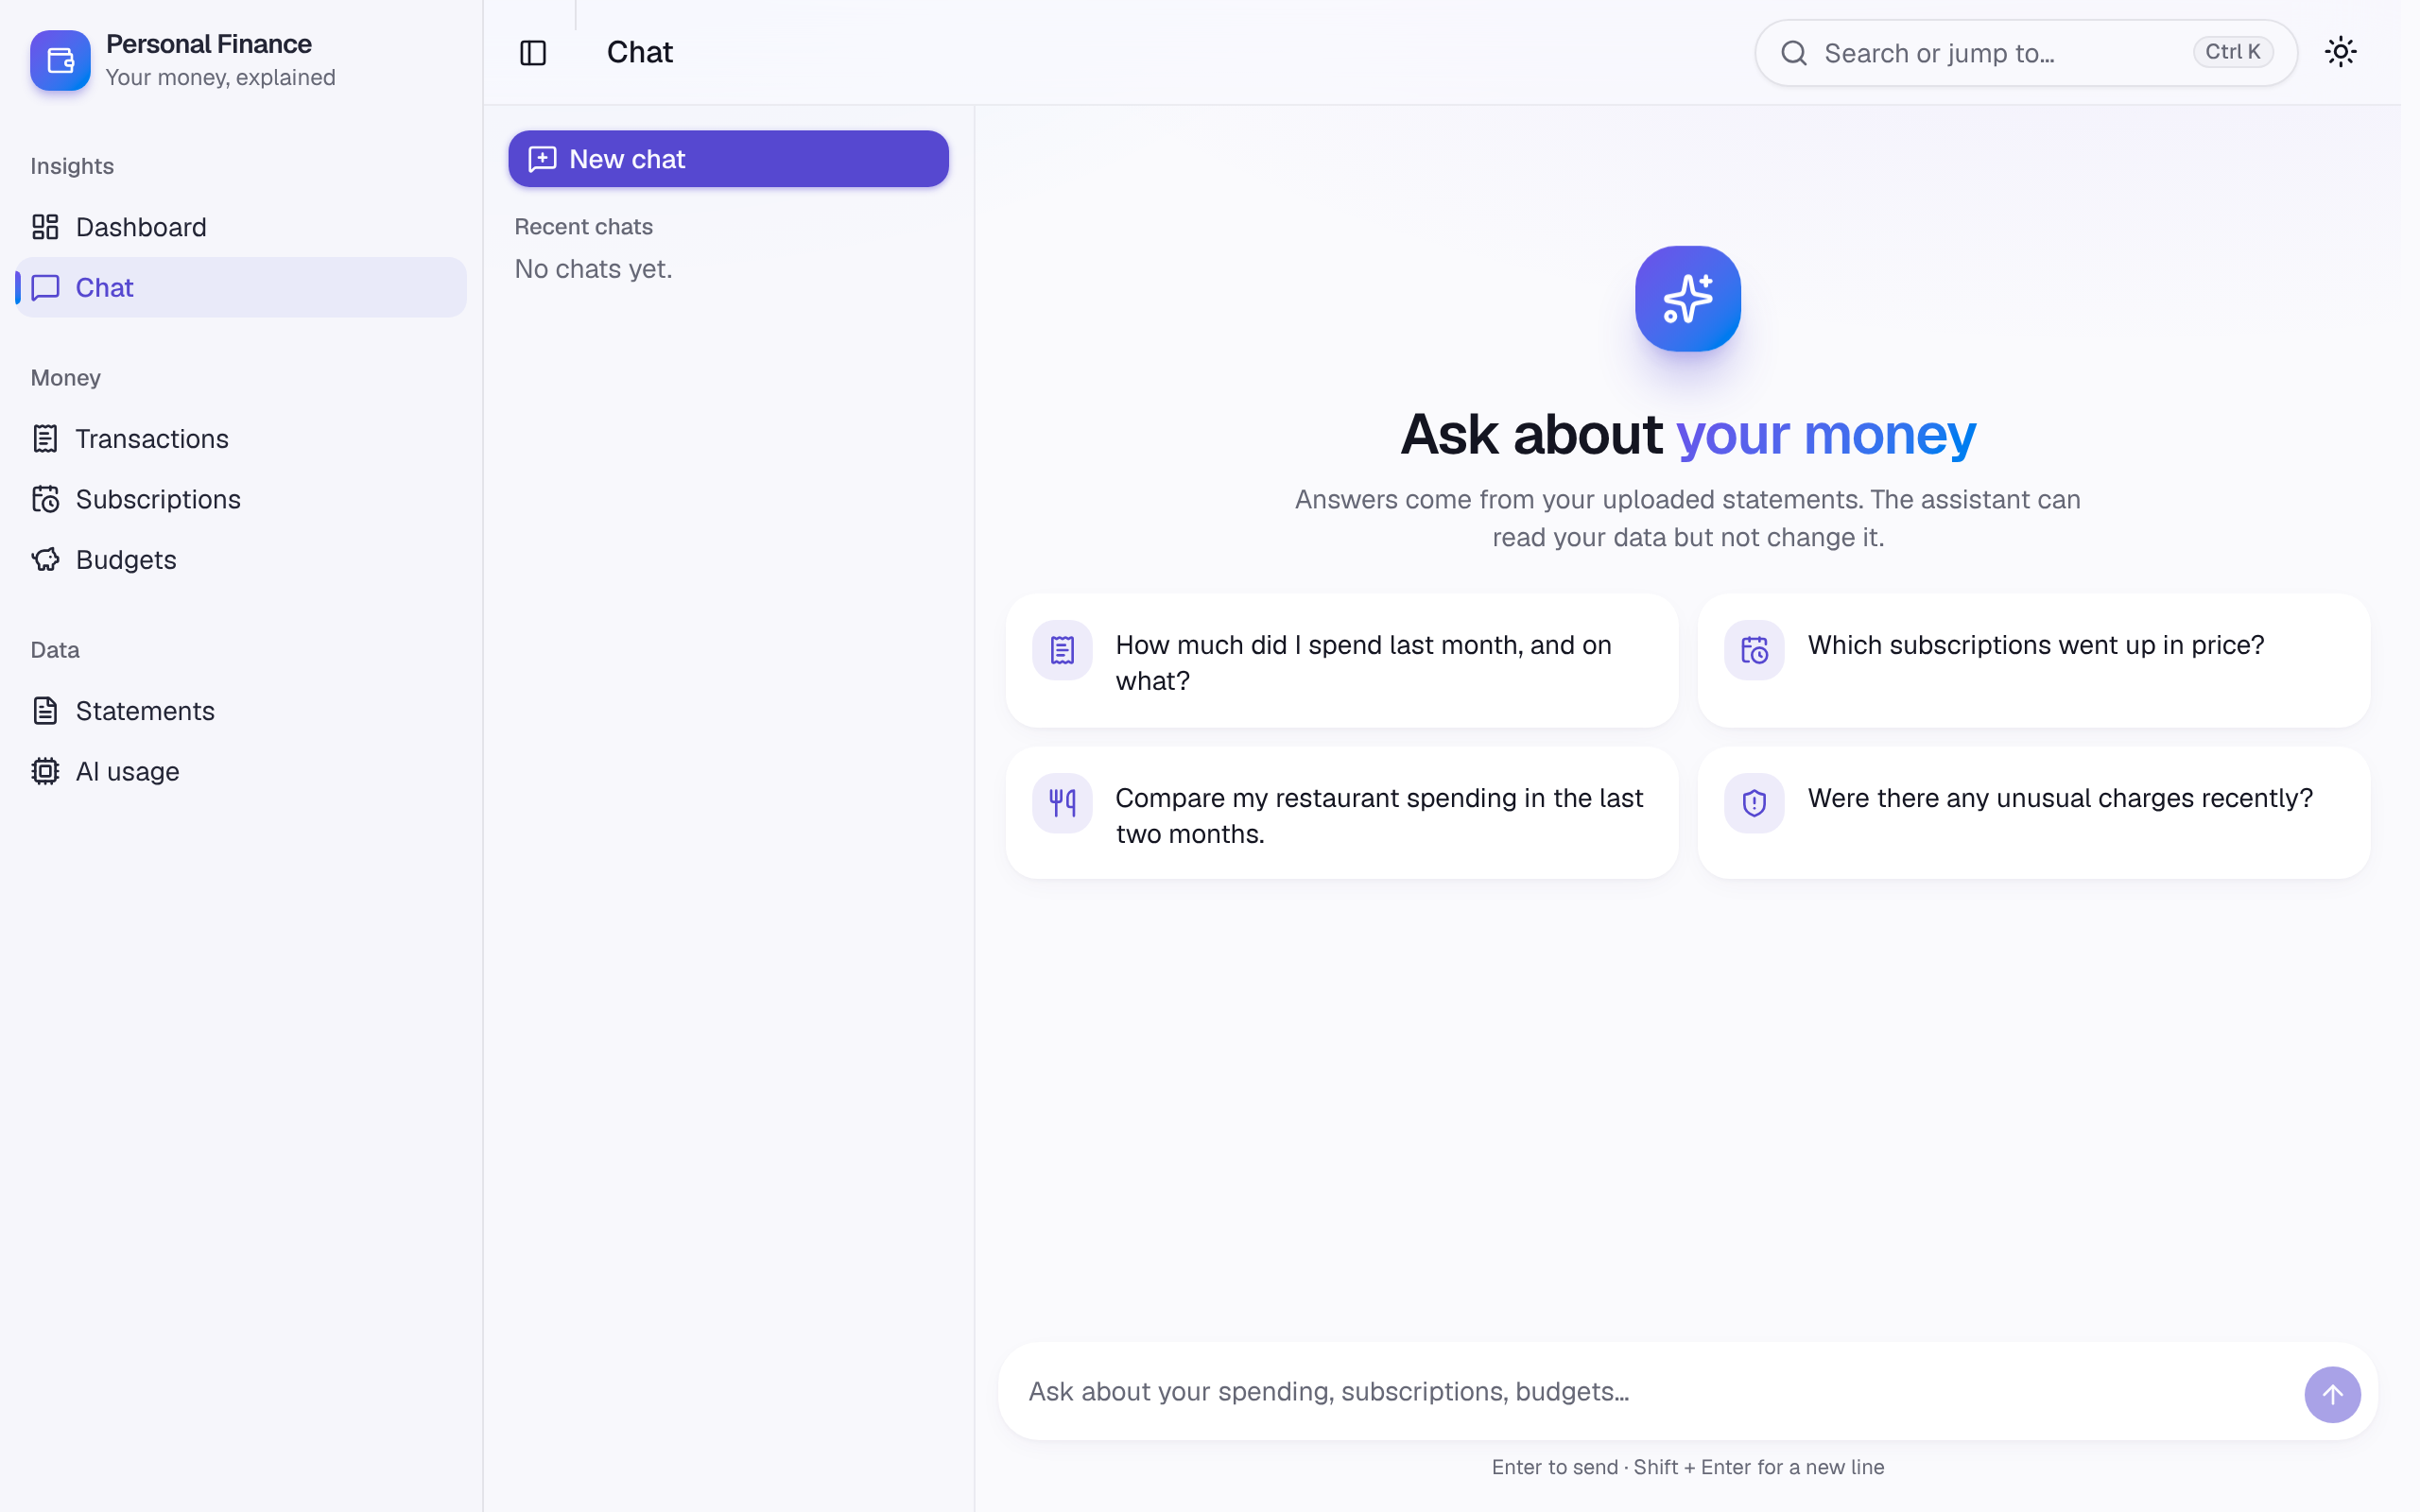 Personal Finance
Your money, explained
Insights
Dashboard
Chat
Money
Transactions
Subscriptions
Budgets
Data
Statements
AI usage
Chat
Search or jump to...
Ctrl K
New chat
Recent chats
No chats yet.
Ask about your money
Answers come from your uploaded statements. The assistant can
read your data but not change it.
How much did I spend last month, and on
what?
Which subscriptions went up in price?
Compare my restaurant spending in the last
two months.
Were there any unusual charges recently?
Ask about your spending, subscriptions, budgets...
Enter to send · Shift + Enter for a new line